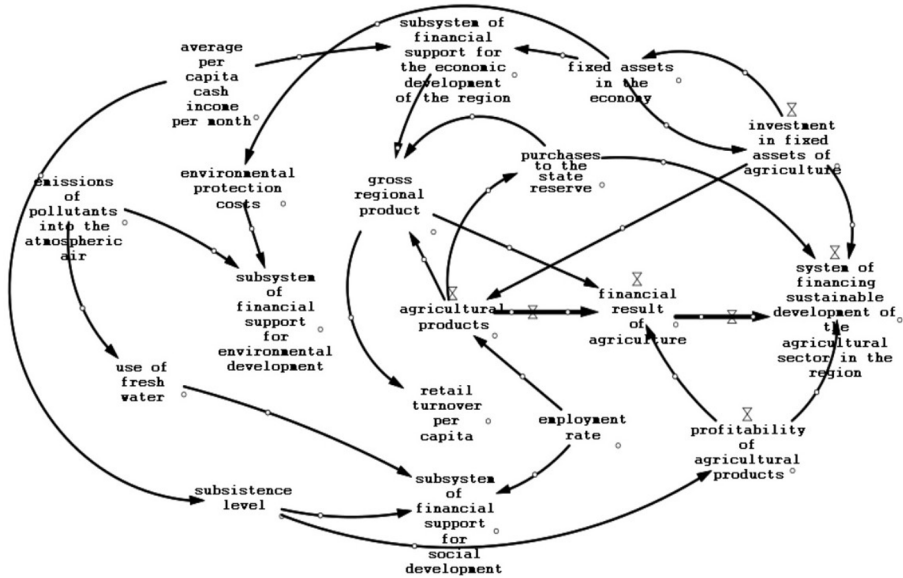 subsystem of
financial
support for
the economic
development
of the region
average
per
capita
cash
income
per month
fixed assets
in the
economy
investment
in fixed
assets of
agriculture
purchases
to the
state
reserve
environmental
protection
costs
gross
regional
product
emissions
of
pollutants
into the
atmospheric
air
subsystem
of
financial
support
for
environmental
development
agricultural
products
financial
result
of
agriculture
system of
financing
sustainable
development of
the
agricultural
sector in the
region
use of
fresh
water
retail
turnover
per
capita
employment
rate
profitability
of
agricultural
products
subsistence
level
subsystem
of
financial
support
for
social
development